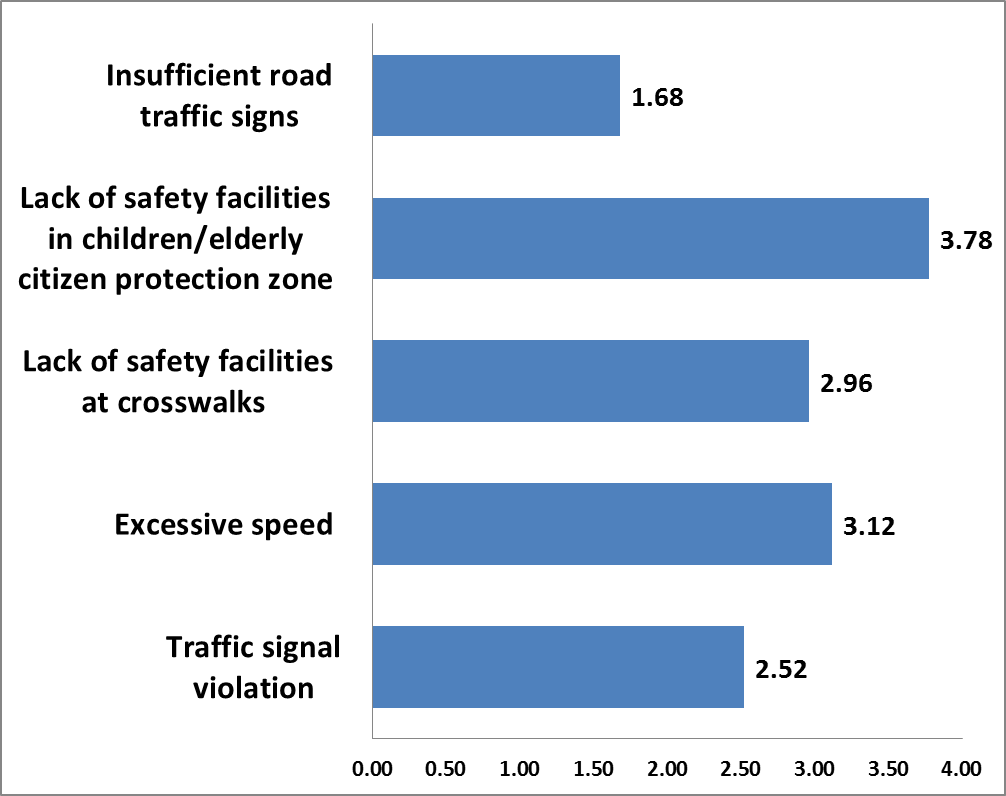 Insufficient road
traffic signs
1.68
Lack of safety facilities
in children/elderly
citizen protection zone
3.78
Lack of safety facilities
at crosswalks
2.96
Excessive speed
3.12
Traffic signal
violation
2.52
0.00 0.50 1.00 1.50 2.00 2.50 3.00 3.50 4.00